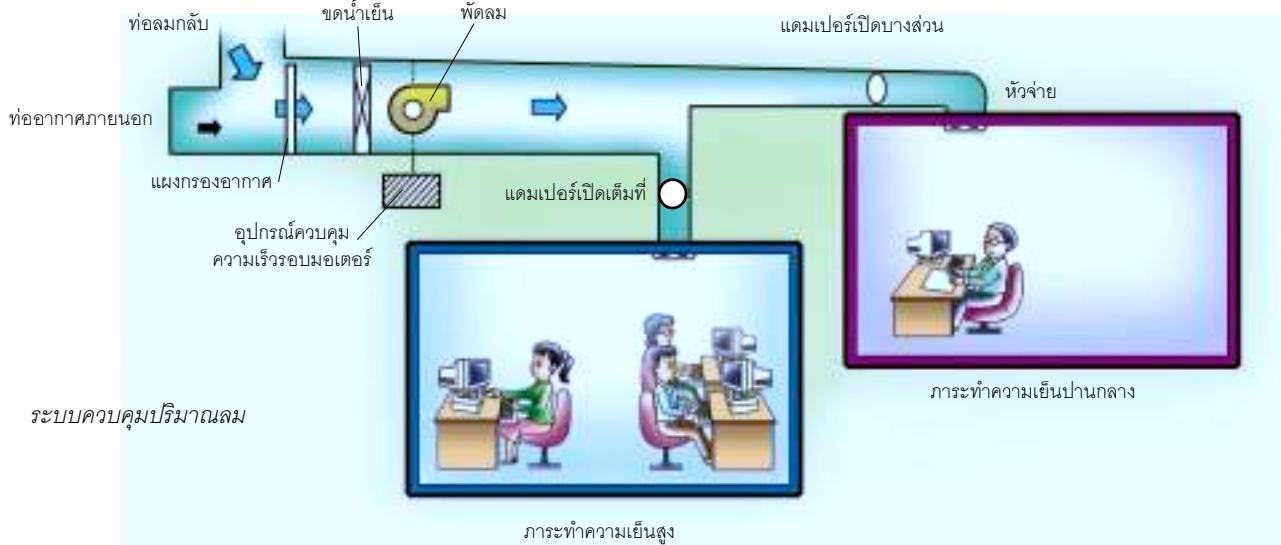 ท่อลมกลับ
ขดน้ำเย็น
พัดลม
แดมเปอร์เปิดบางส่วน
หัวจ่าย
ท่ออากาศภายนอก
แผงกรองอากาศ
แดมเปอร์เปิดเต็มที่
อุปกรณ์ควบคุม
ความเร็วรอบมอเตอร์
ภาระทำความเย็นปานกลาง
ระบบควบคุมปริมาณลม
ภาระทำความเย็นสูง